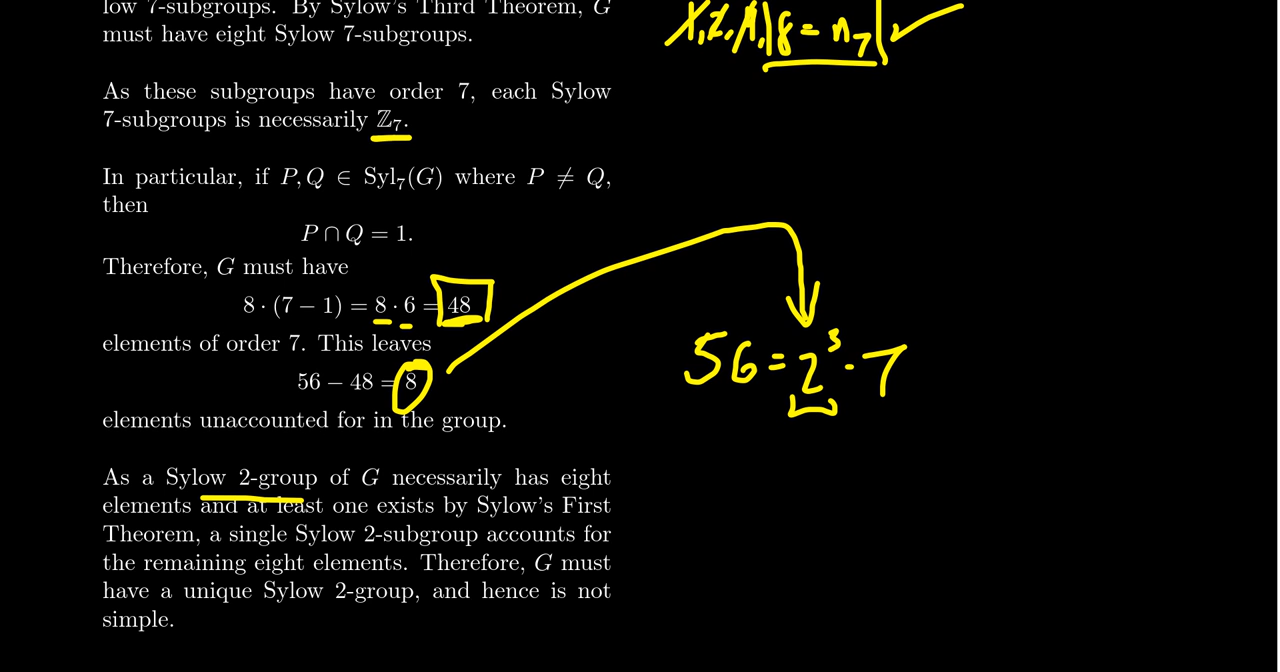 low 7-subgroups. By Sylow's Third Theorem, G
must have eight Sylow 7-subgroups.
8 = n₇
As these subgroups have order 7, each Sylow
7-subgroups is necessarily ℤ₇.
In particular, if P, Q ∈ Syl₇(G) where P ≠ Q,
then
P ∩ Q = 1.
Therefore, G must have
8 · (7 − 1) = 8 · 6 = 48
elements of order 7. This leaves
56 − 48 = 8
56 = 2³ · 7
elements unaccounted for in the group.
As a Sylow 2-group of G necessarily has eight
elements and at least one exists by Sylow's First
Theorem, a single Sylow 2-subgroup accounts for
the remaining eight elements. Therefore, G must
have a unique Sylow 2-group, and hence is not
simple.